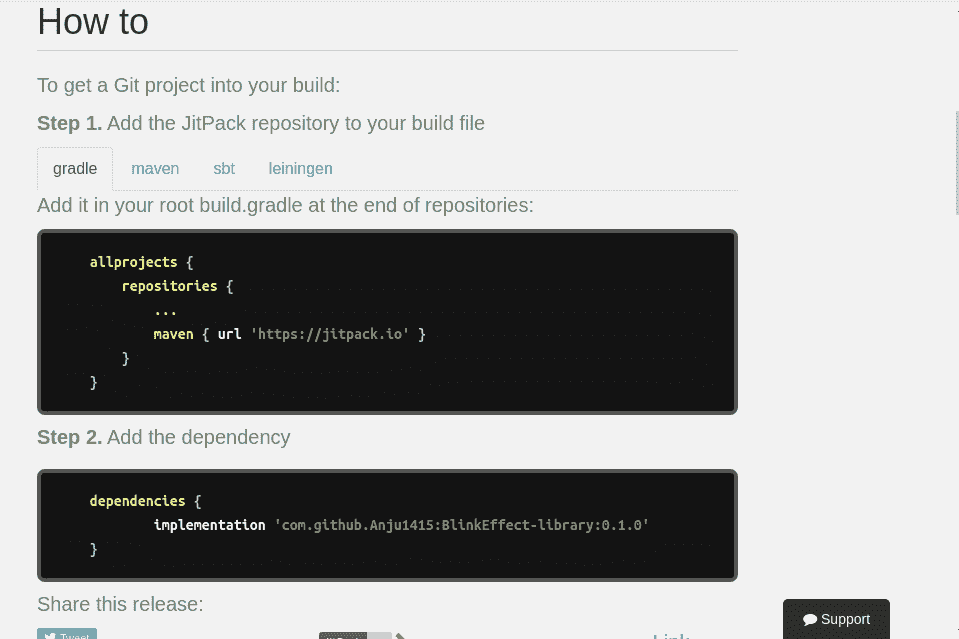 How to
To get a Git project into your build:
Step 1. Add the JitPack repository to your build file
gradle maven sbt leiningen
Add it in your root build.gradle at the end of repositories:
allprojects {
repositories {
...
maven { url 'https://jitpack.io' }
}
}
Step 2. Add the dependency
dependencies {
implementation 'com.github.Anju1415:BlinkEffect-library:0.1.0'
}
Share this release:
Support
Tweet
Link